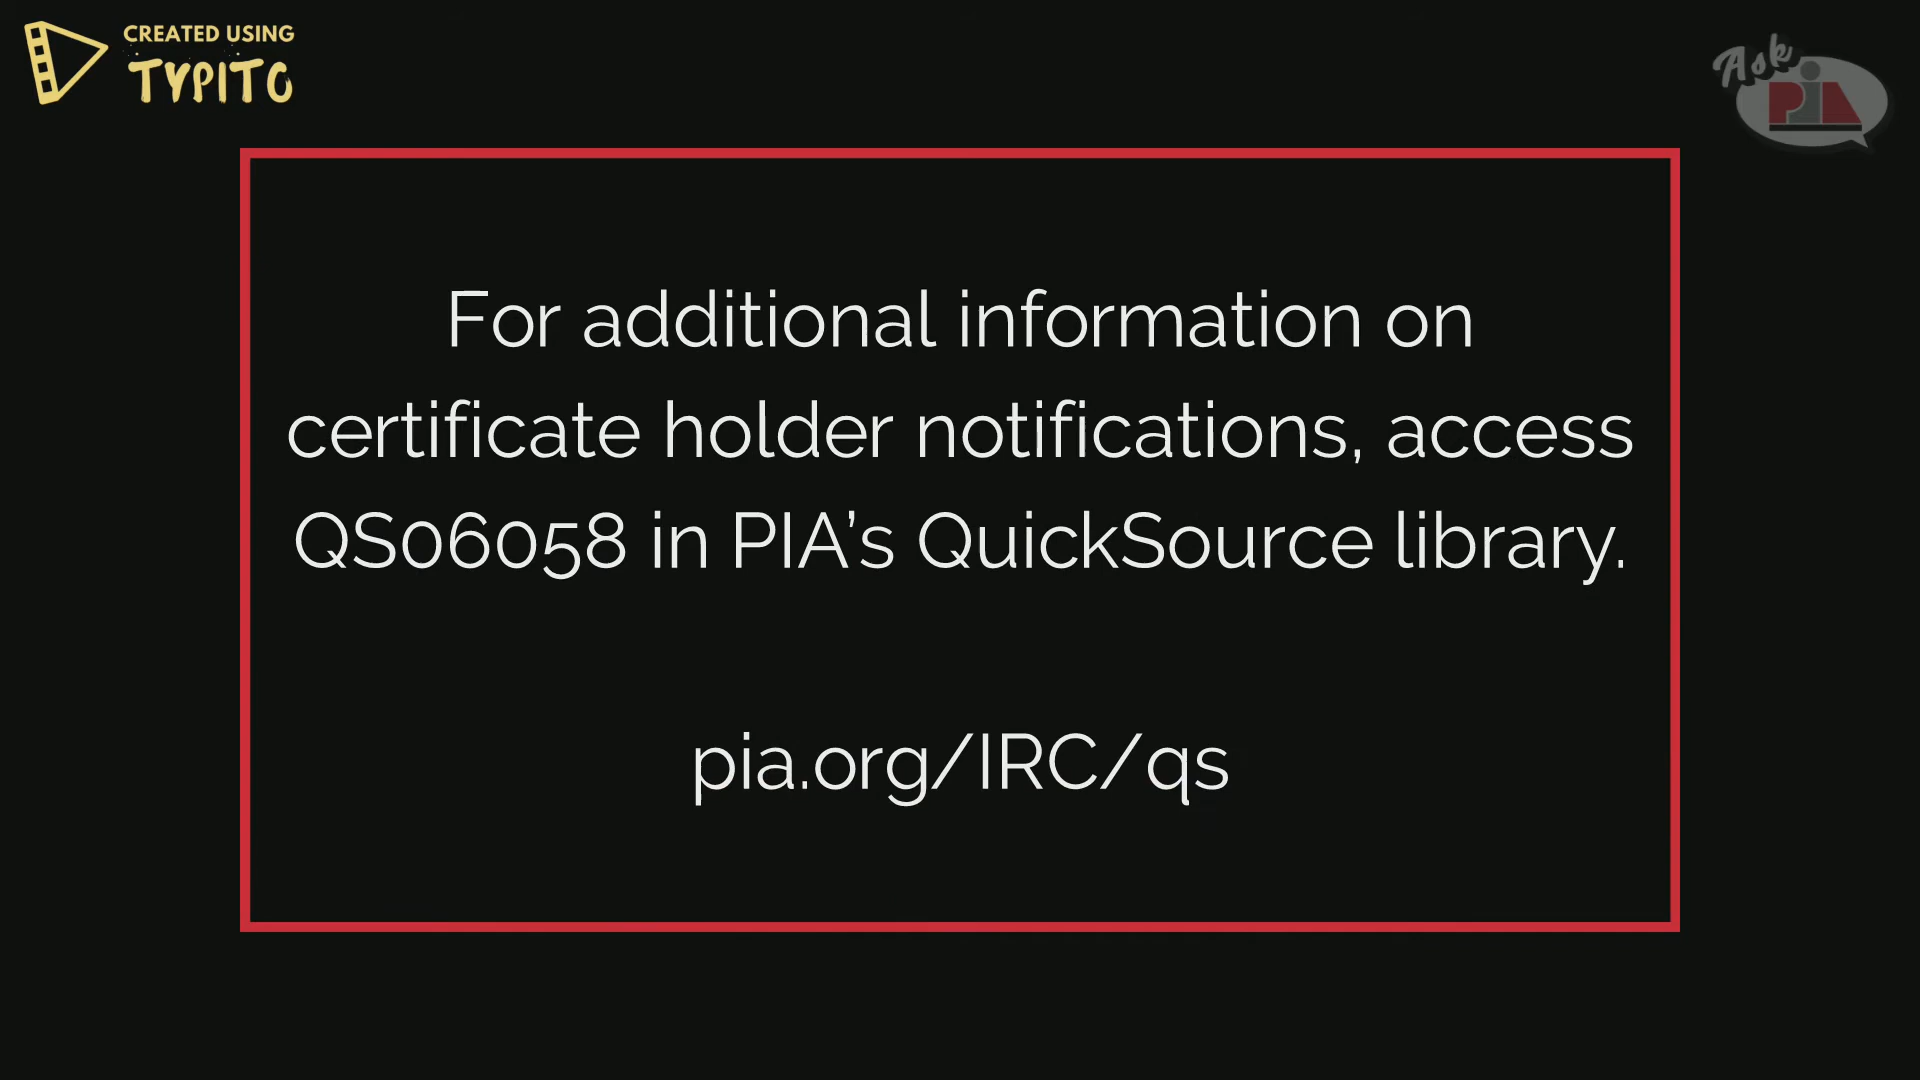 CREATED USING
TYPITO
Ask
PiA
For additional information on
certificate holder notifications, access
QS06058 in PIA’s QuickSource library.
pia.org/IRC/qs